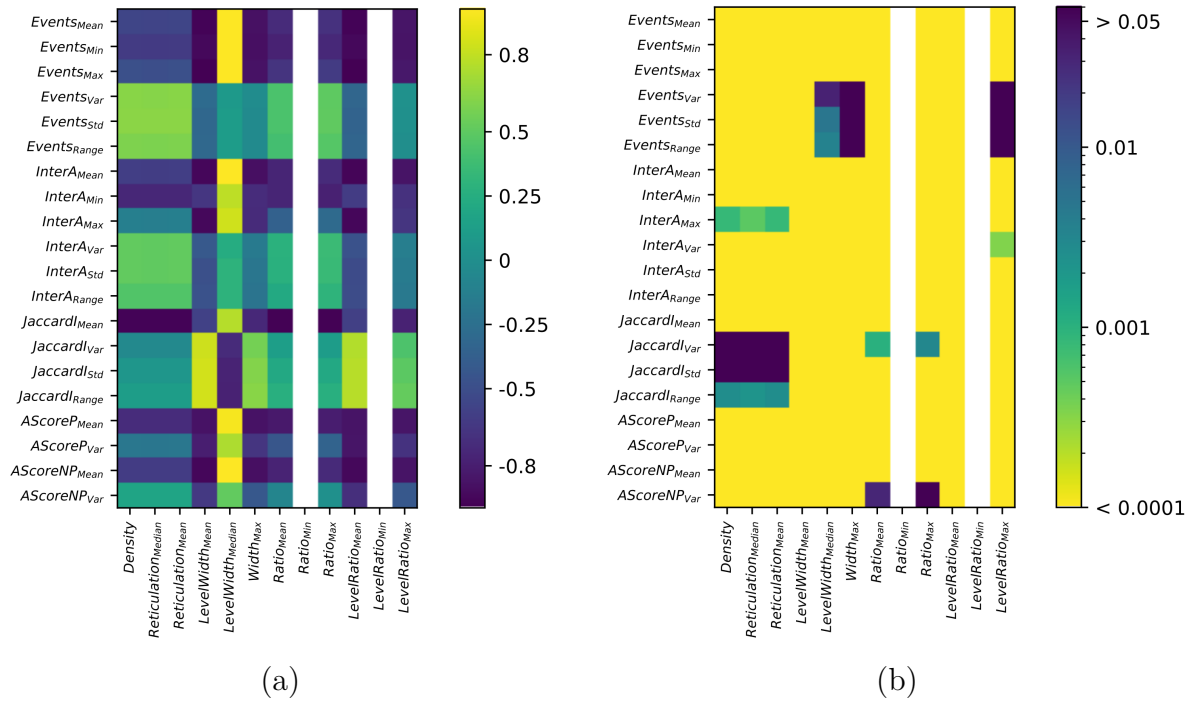 Events_Mean
Events_Min
Events_Max
Events_Var
Events_Std
Events_Range
InterA_Mean
InterA_Min
InterA_Max
InterA_Var
InterA_Std
InterA_Range
JaccardI_Mean
JaccardI_Var
JaccardI_Std
JaccardI_Range
AScoreP_Mean
AScoreP_Var
AScoreNP_Mean
AScoreNP_Var
Density
Reticulation_Median
Reticulation_Mean
LevelWidth_Mean
LevelWidth_Median
Width_Max
Ratio_Mean
Ratio_Min
Ratio_Max
LevelRatio_Mean
LevelRatio_Min
LevelRatio_Max
0.8
0.5
0.25
0
-0.25
-0.5
-0.8
(a)
Events_Mean
Events_Min
Events_Max
Events_Var
Events_Std
Events_Range
InterA_Mean
InterA_Min
InterA_Max
InterA_Var
InterA_Std
InterA_Range
JaccardI_Mean
JaccardI_Var
JaccardI_Std
JaccardI_Range
AScoreP_Mean
AScoreP_Var
AScoreNP_Mean
AScoreNP_Var
Density
Reticulation_Median
Reticulation_Mean
LevelWidth_Mean
LevelWidth_Median
Width_Max
Ratio_Mean
Ratio_Min
Ratio_Max
LevelRatio_Mean
LevelRatio_Min
LevelRatio_Max
> 0.05
0.01
0.001
< 0.0001
(b)